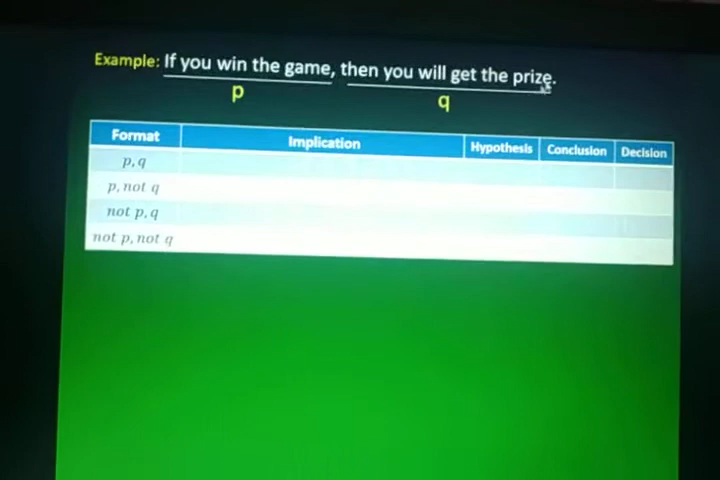 Example: If you win the game, then you will get the prize.
p q
Format Implication Hypothesis Conclusion Decision
p, q
p, not q
not p, q
not p, not q